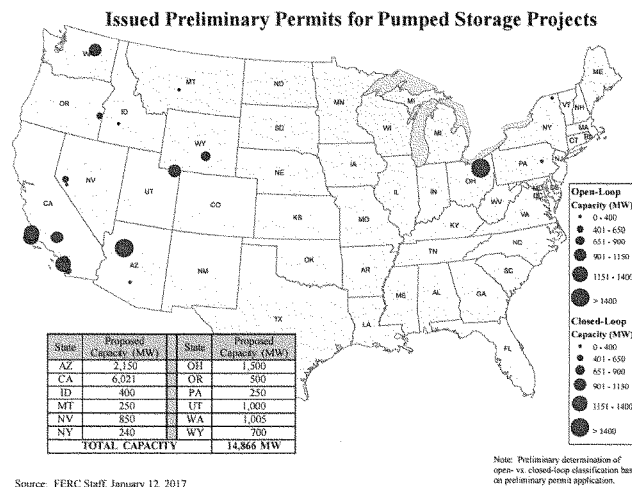 Issued Preliminary Permits for Pumped Storage Projects
WA
MT
ND
MN
ME
OR
ID
SD
WI
MI
MI
NY
VT
NH
MA
CT
RI
WY
IA
NE
PA
NJ
NV
UT
CO
IL
IN
OH
WV
VA
CA
KS
MO
KY
NC
TN
AZ
NM
OK
AR
SC
MS
AL
GA
TX
LA
FL
Open-Loop
Capacity (MW)
0 - 400
401 - 650
651 - 900
901 - 1150
1151 - 1400
> 1400
Closed-Loop
Capacity (MW)
0 - 400
401 - 650
651 - 900
901 - 1150
1151 - 1400
> 1400
State Proposed Capacity (MW) State Proposed Capacity (MW)
AZ 2,150 OH 1,500
CA 6,021 OR 500
ID 400 PA 250
MT 250 UT 1,000
NV 850 WA 1,005
NY 240 WY 700
TOTAL CAPACITY 14,866 MW
Note: Preliminary determination of
open- vs. closed-loop classification bas
on preliminary permit application.
Source: FERC Staff, January 12, 2017